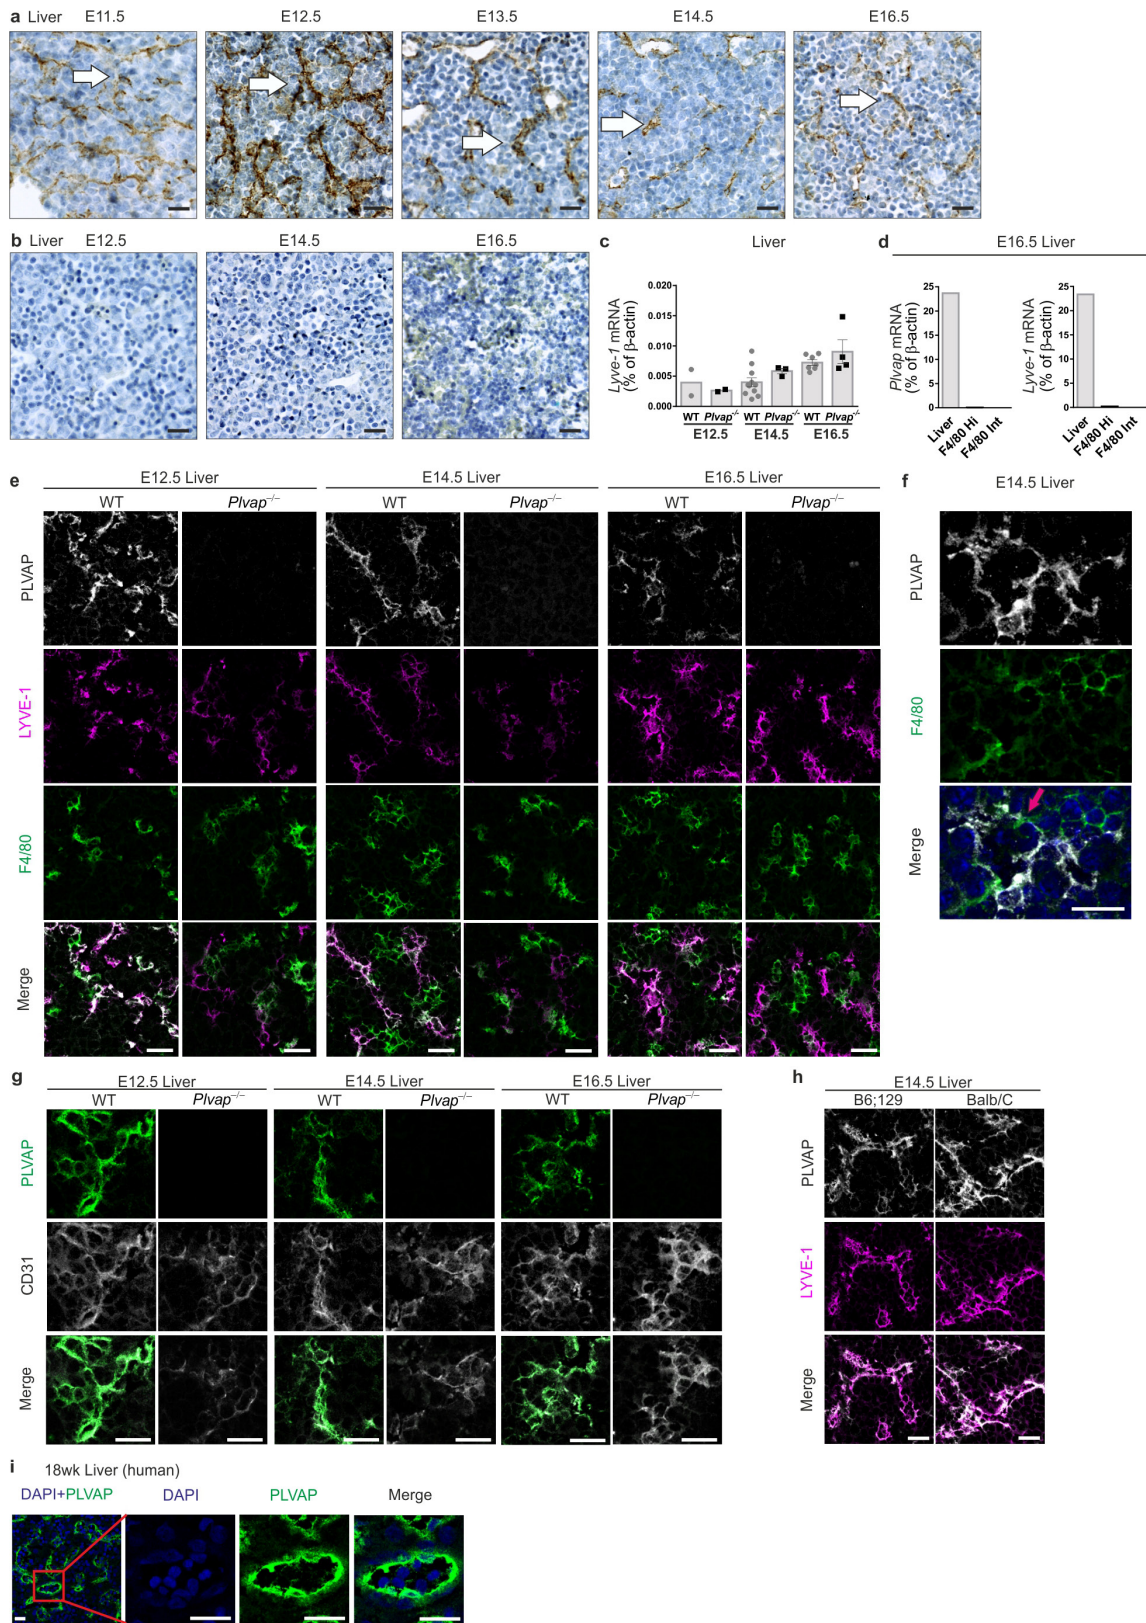 a Liver E11.5 E12.5 E13.5 E14.5 E16.5
b Liver E12.5 E14.5 E16.5
c Liver
Lyve-1 mRNA
(% of β-actin)
0.020
0.015
0.010
0.005
0.000
WT Plvap-/- WT Plvap-/- WT Plvap-/-
E12.5 E14.5 E16.5
d E16.5 Liver
Plvap mRNA
(% of β-actin)
25
20
15
10
5
0
Liver
F4/80 Hi
F4/80 Int
Lyve-1 mRNA
(% of β-actin)
25
20
15
10
5
0
Liver
F4/80 Hi
F4/80 Int
e E12.5 Liver E14.5 Liver E16.5 Liver
WT Plvap–/– WT Plvap–/– WT Plvap–/–
PLVAP
LYVE-1
F4/80
Merge
f E14.5 Liver
PLVAP
F4/80
Merge
g E12.5 Liver E14.5 Liver E16.5 Liver
WT Plvap–/– WT Plvap–/– WT Plvap–/–
PLVAP
CD31
Merge
h E14.5 Liver
B6;129 Balb/C
PLVAP
LYVE-1
Merge
i 18wk Liver (human)
DAPI+PLVAP DAPI PLVAP Merge